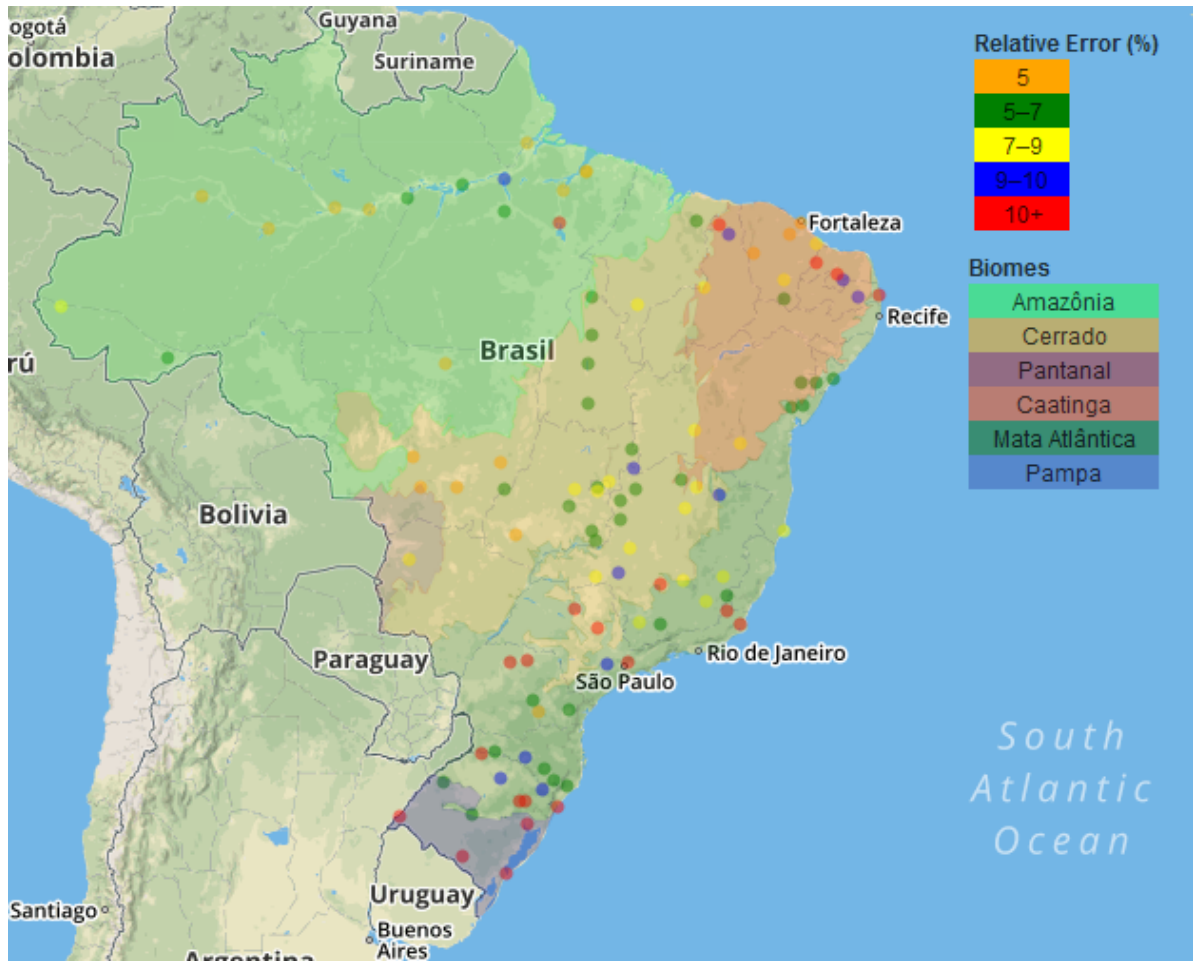 ogotá
olombia
Guyana
Suriname
Relative Error (%)
5
5–7
7–9
9–10
10+
Fortaleza
Biomes
Amazônia
Cerrado
Pantanal
Caatinga
Mata Atlântica
Pampa
Recife
Brasil
rú
Bolivia
Paraguay
Rio de Janeiro
São Paulo
South
Atlantic
Ocean
Uruguay
Santiago
Buenos
Aires
Argentina